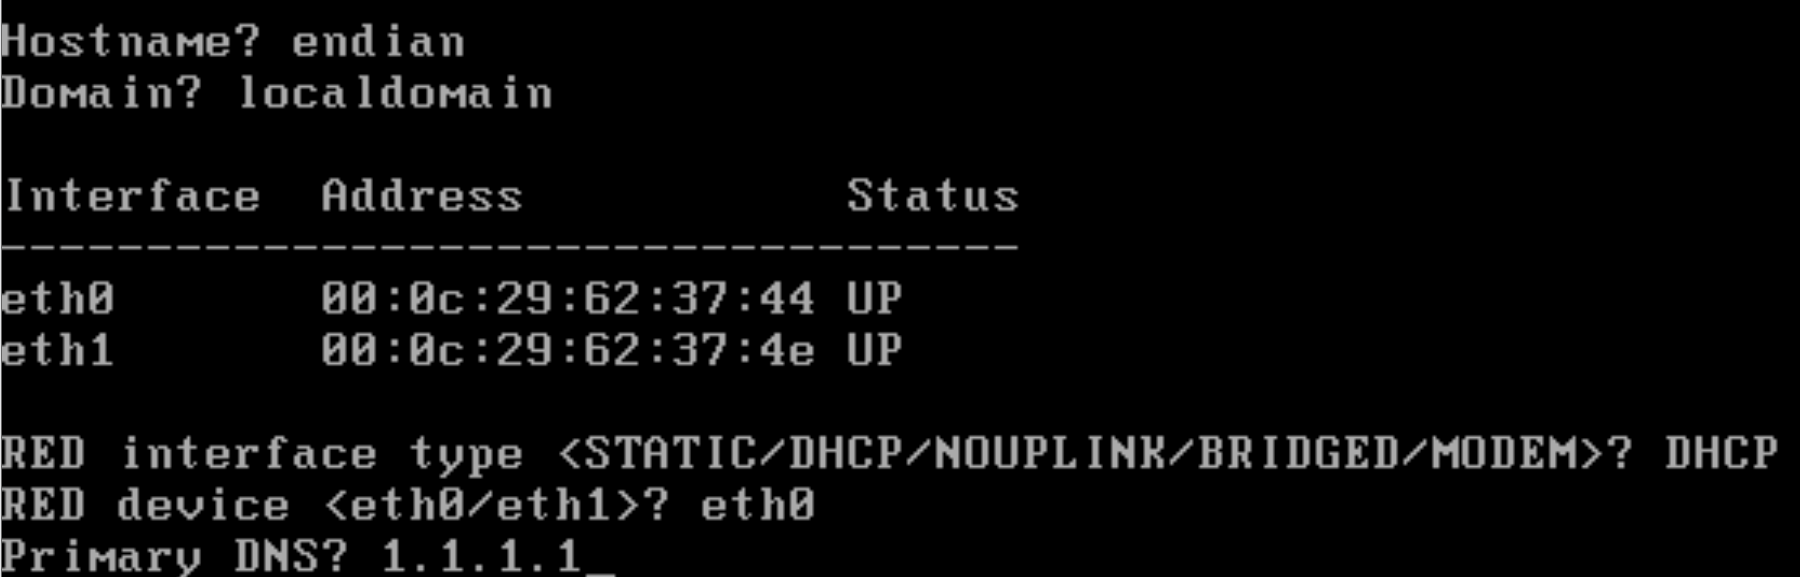 Hostname? endian
Domain? localdomain
Interface Address Status
-----------------------------------
eth0 00:0c:29:62:37:44 UP
eth1 00:0c:29:62:37:4e UP
RED interface type <STATIC/DHCP/NOUPLINK/BRIDGED/MODEM>? DHCP
RED device <eth0/eth1>? eth0
Primary DNS? 1.1.1.1_